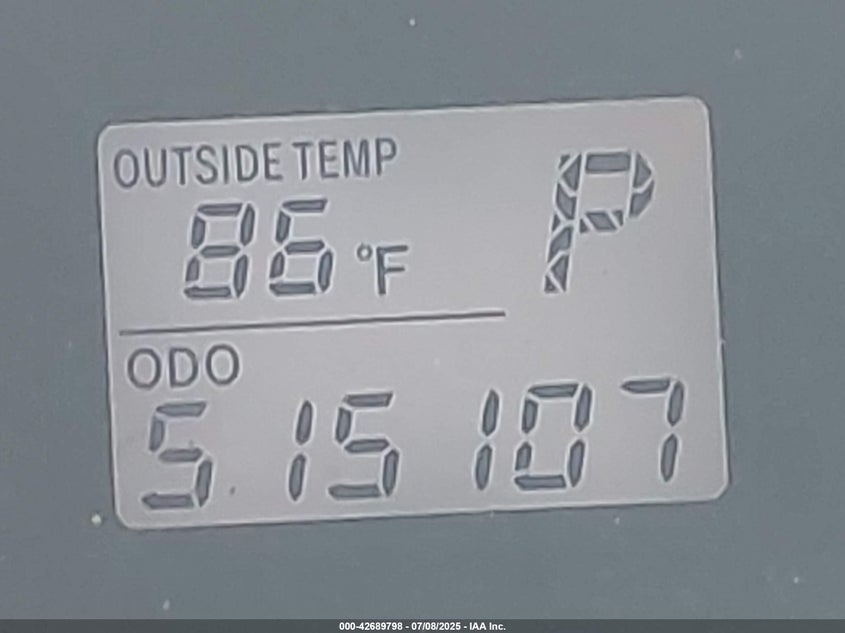 OUTSIDE TEMP
86°F P
ODO
515107
000-42689798 - 07/08/2025 - IAA Inc.